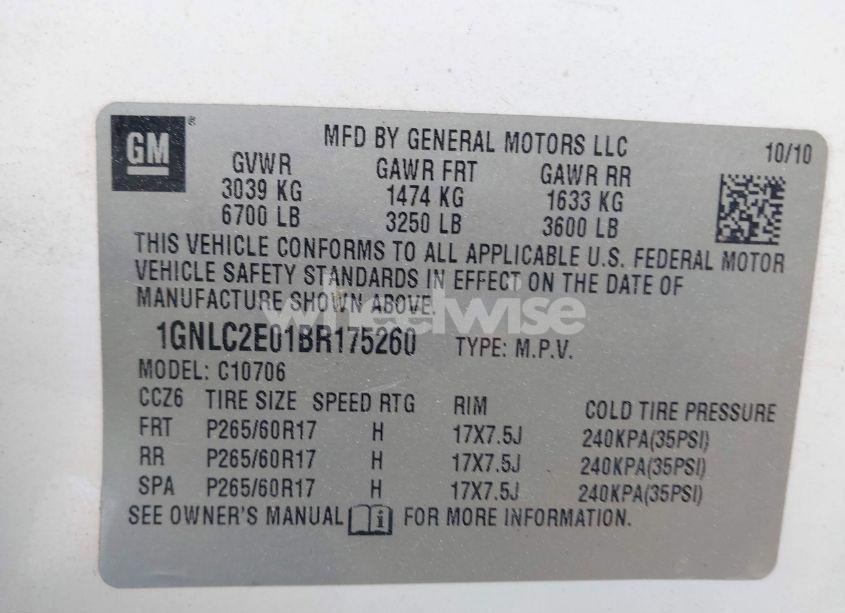 GM ®
MFD BY GENERAL MOTORS LLC 10/10
GVWR GAWR FRT GAWR RR
3039 KG 1474 KG 1633 KG
6700 LB 3250 LB 3600 LB
THIS VEHICLE CONFORMS TO ALL APPLICABLE U.S. FEDERAL MOTOR
VEHICLE SAFETY STANDARDS IN EFFECT ON THE DATE OF
MANUFACTURE SHOWN ABOVE.
wheelwise
1GNLC2E01BR175260 TYPE: M.P.V.
MODEL: C10706
CCZ6 TIRE SIZE SPEED RTG RIM COLD TIRE PRESSURE
FRT P265/60R17 H 17X7.5J 240KPA(35PSI)
RR P265/60R17 H 17X7.5J 240KPA(35PSI)
SPA P265/60R17 H 17X7.5J 240KPA(35PSI)
SEE OWNER'S MANUAL i FOR MORE INFORMATION.